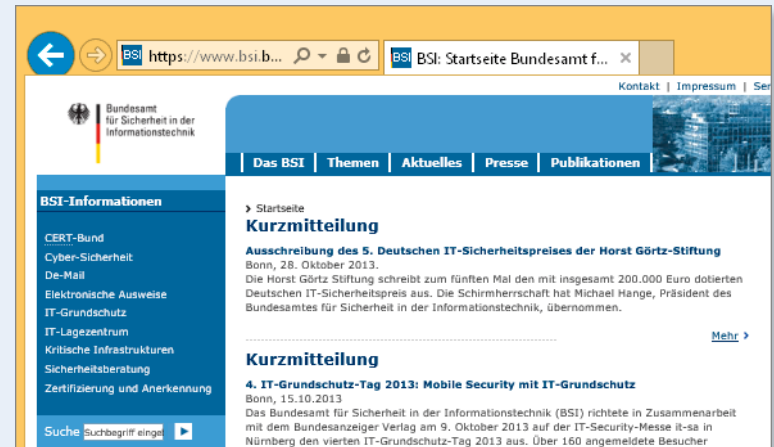 BSI https://www.bsi.b...
BSI BSI: Startseite Bundesamt f...
Kontakt | Impressum | Ser
Bundesamt
für Sicherheit in der
Informationstechnik
Das BSI | Themen | Aktuelles | Presse | Publikationen
BSI-Informationen
CERT-Bund
Cyber-Sicherheit
De-Mail
Elektronische Ausweise
IT-Grundschutz
IT-Lagezentrum
Kritische Infrastrukturen
Sicherheitsberatung
Zertifizierung und Anerkennung
Suche Suchbegriff eingel
Startseite
Kurzmitteilung
Ausschreibung des 5. Deutschen IT-Sicherheitspreises der Horst Görtz-Stiftung
Bonn, 28. Oktober 2013.
Die Horst Görtz Stiftung schreibt zum fünften Mal den mit insgesamt 200.000 Euro dotierten
Deutschen IT-Sicherheitspreis aus. Die Schirmherrschaft hat Michael Hange, Präsident des
Bundesamtes für Sicherheit in der Informationstechnik, übernommen.
Mehr
Kurzmitteilung
4. IT-Grundschutz-Tag 2013: Mobile Security mit IT-Grundschutz
Bonn, 15.10.2013
Das Bundesamt für Sicherheit in der Informationstechnik (BSI) richtete in Zusammenarbeit
mit dem Bundesanzeiger Verlag am 9. Oktober 2013 auf der IT-Security-Messe it-sa in
Nürnberg den vierten IT-Grundschutz-Tag 2013 aus. Über 160 angemeldete Besucher